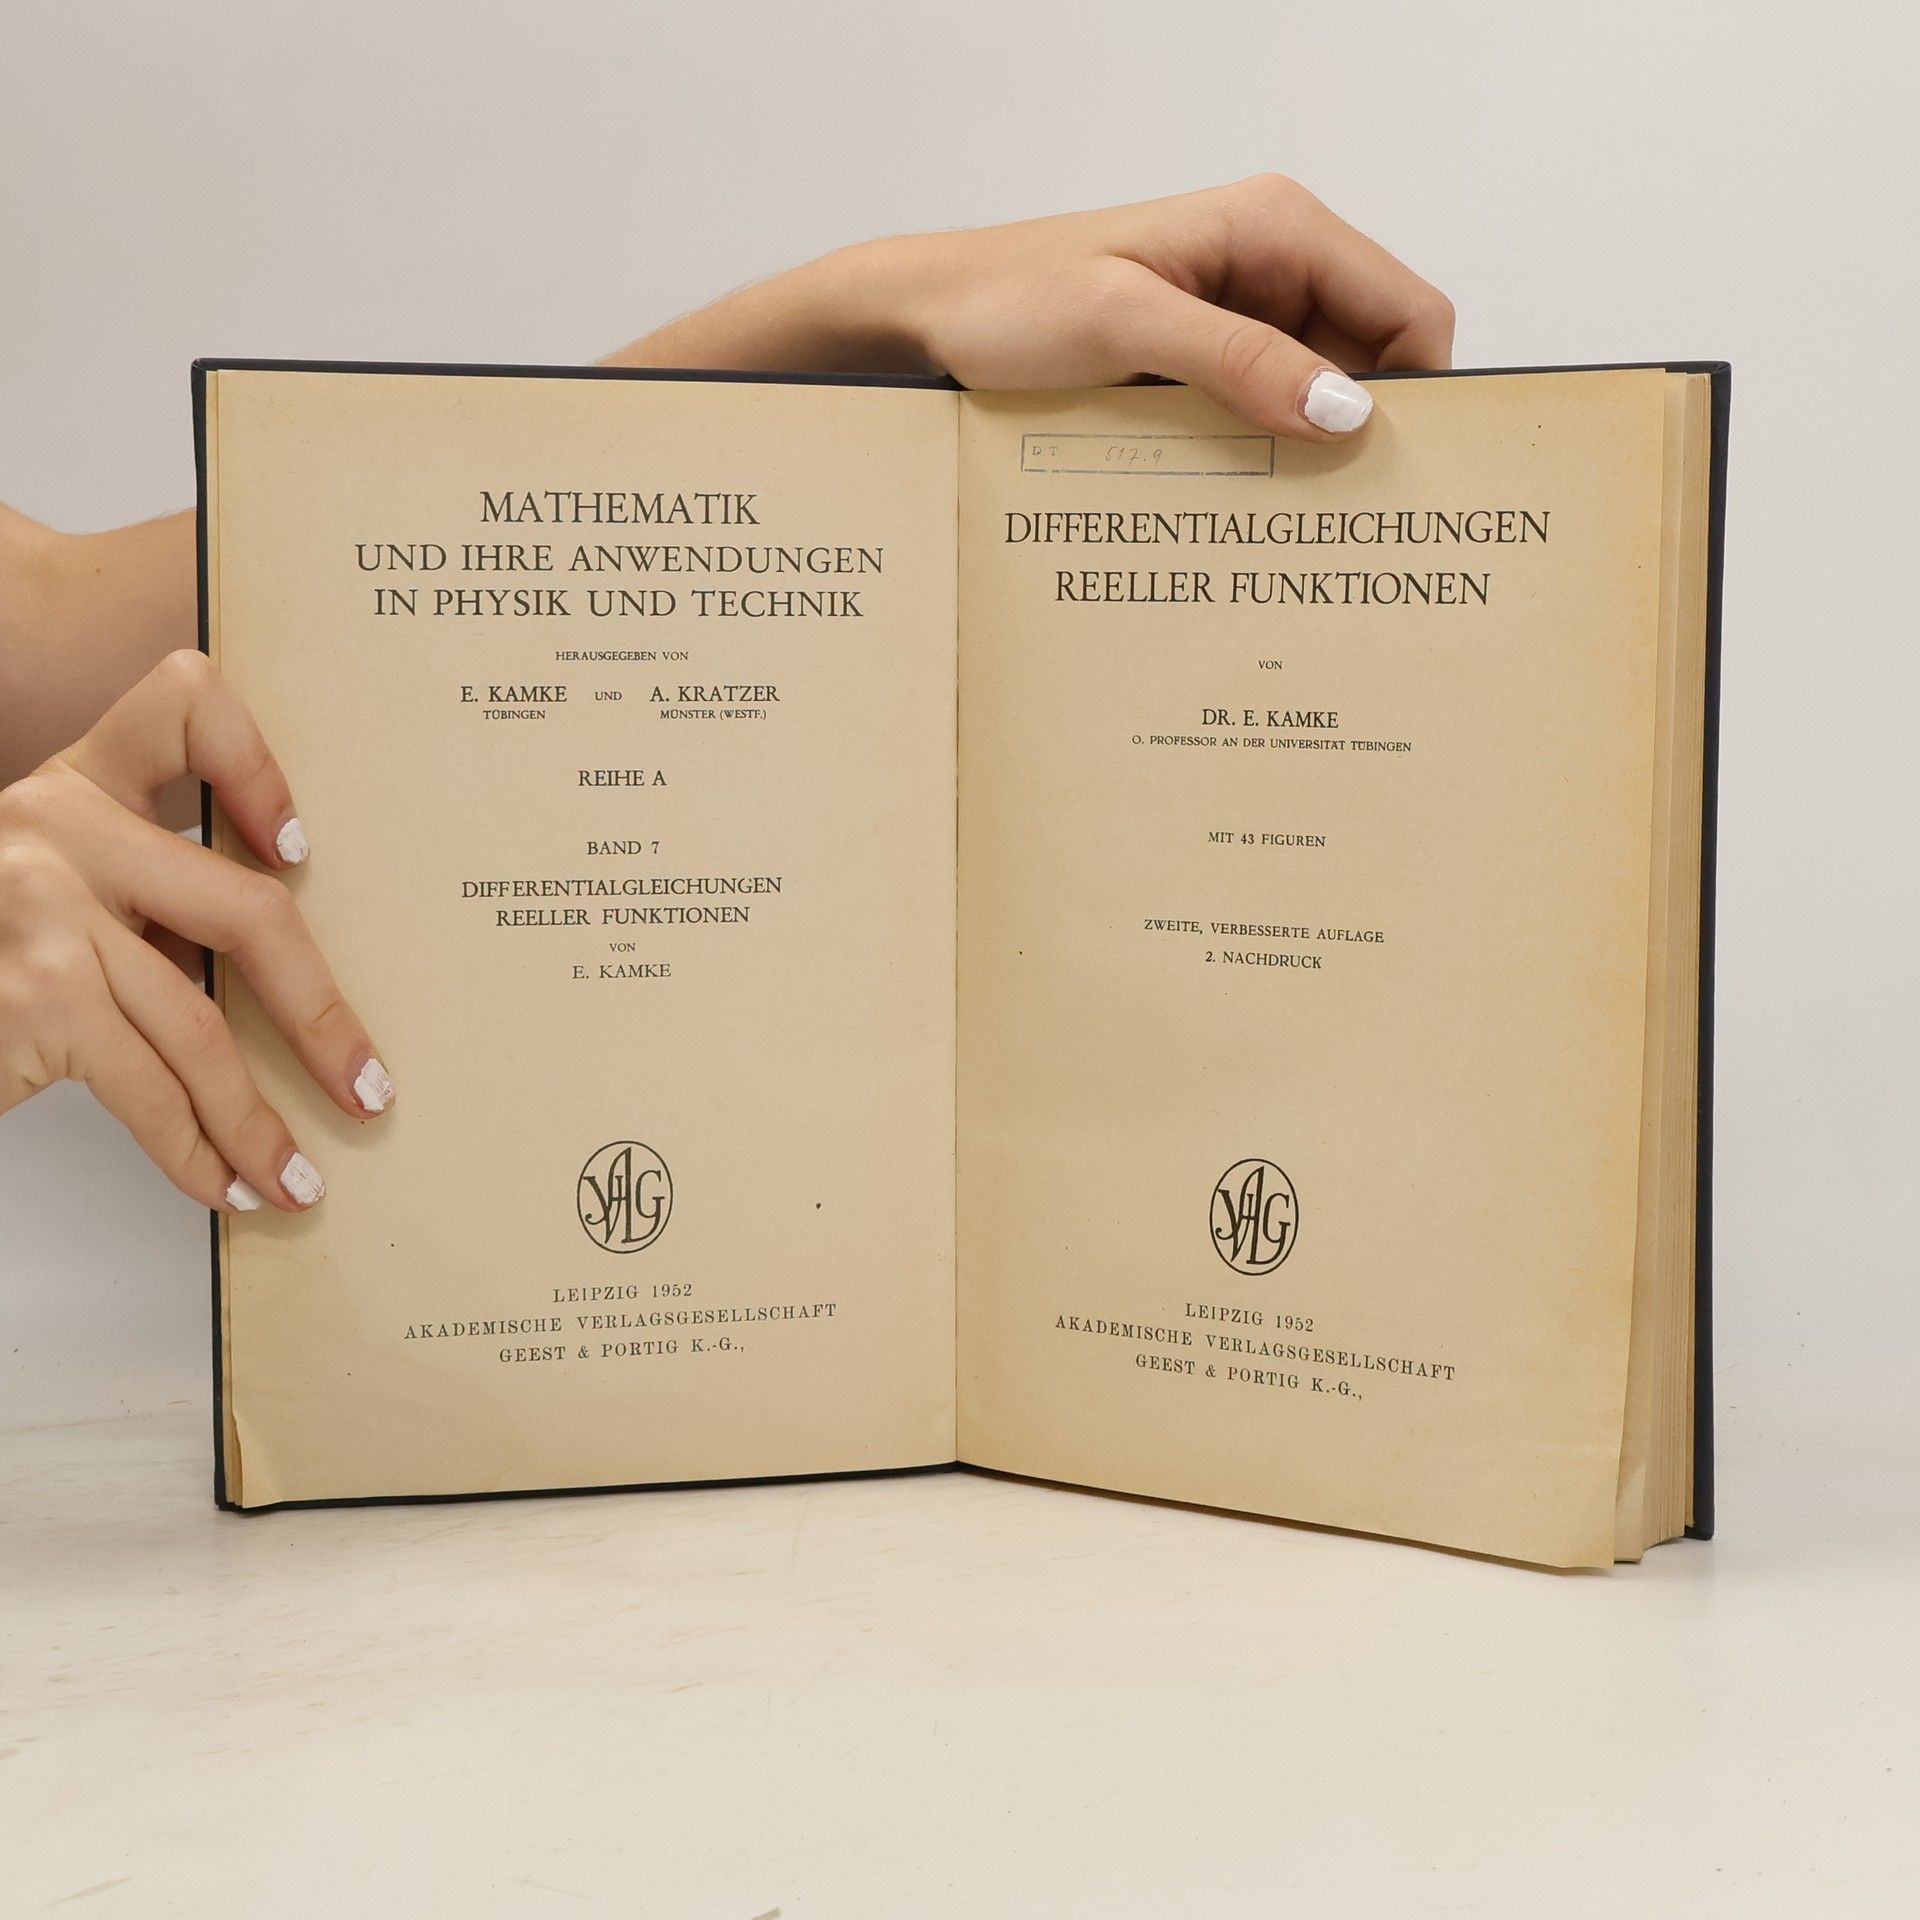 MATHEMATIK
UND IHRE ANWENDUNGEN
IN PHYSIK UND TECHNIK
HERAUSGEGEBEN VON
E. KAMKE UND A. KRATZER
TÜBINGEN MÜNSTER (WESTF.)
REIHE A
BAND 7
DIFFERENTIALGLEICHUNGEN
REELLER FUNKTIONEN
VON
E. KAMKE
VAG
LEIPZIG 1952
AKADEMISCHE VERLAGSGESELLSCHAFT
GEEST & PORTIG K.-G.,
DT 517.9
DIFFERENTIALGLEICHUNGEN
REELLER FUNKTIONEN
VON
DR. E. KAMKE
O. PROFESSOR AN DER UNIVERSITÄT TÜBINGEN
MIT 43 FIGUREN
ZWEITE, VERBESSERTE AUFLAGE
2. NACHDRUCK
VAG
LEIPZIG 1952
AKADEMISCHE VERLAGSGESELLSCHAFT
GEEST & PORTIG K.-G.,